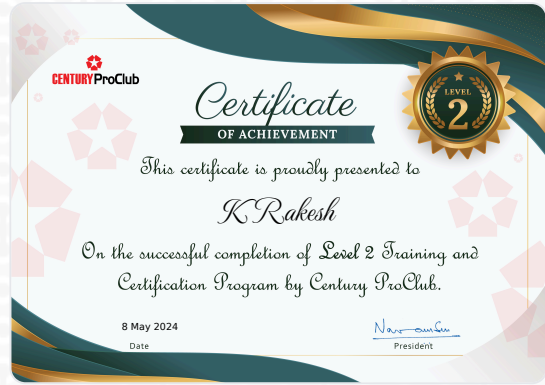 CENTURY ProClub
Certificate
OF ACHIEVEMENT
LEVEL
2
This certificate is proudly presented to
K Rakesh
On the successful completion of Level 2 Training and
Certification Program by Century ProClub.
8 May 2024
Date
President